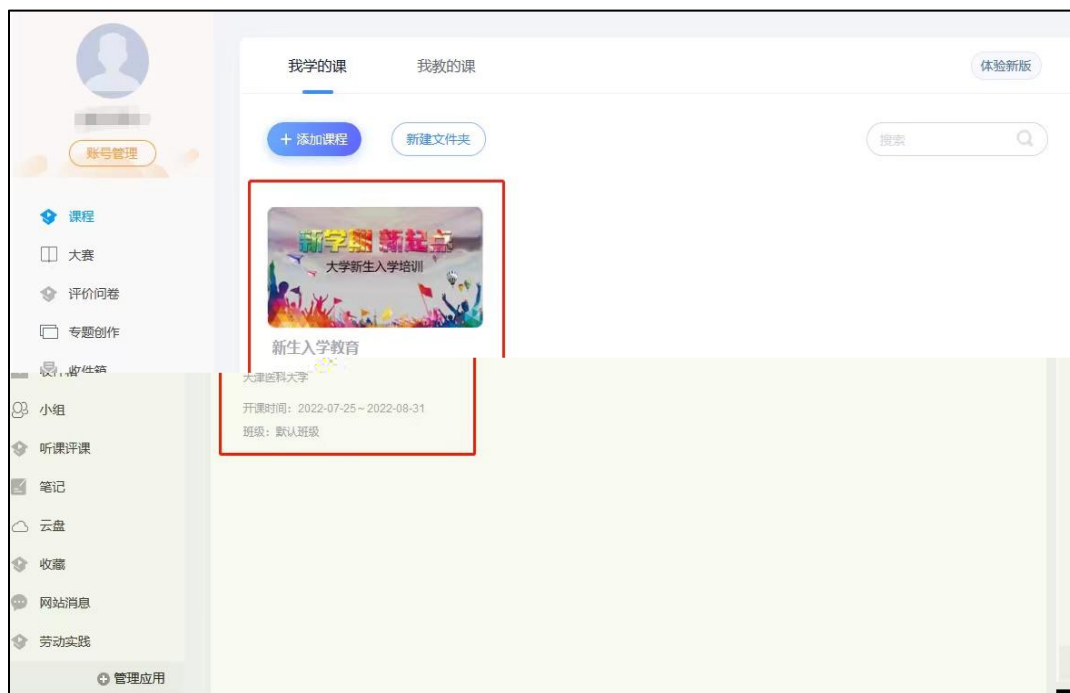 我学的课
我教的课
体验新版
+ 添加课程
新建文件夹
搜索
账号管理
课程
大赛
评价问卷
专题创作
收件箱
小组
听课评课
笔记
云盘
收藏
网站消息
劳动实践
管理应用
新学期 新起点
大学新生入学培训
新生入学教育
天津医科大学
开课时间：2022-07-25～2022-08-31
班级：默认班级